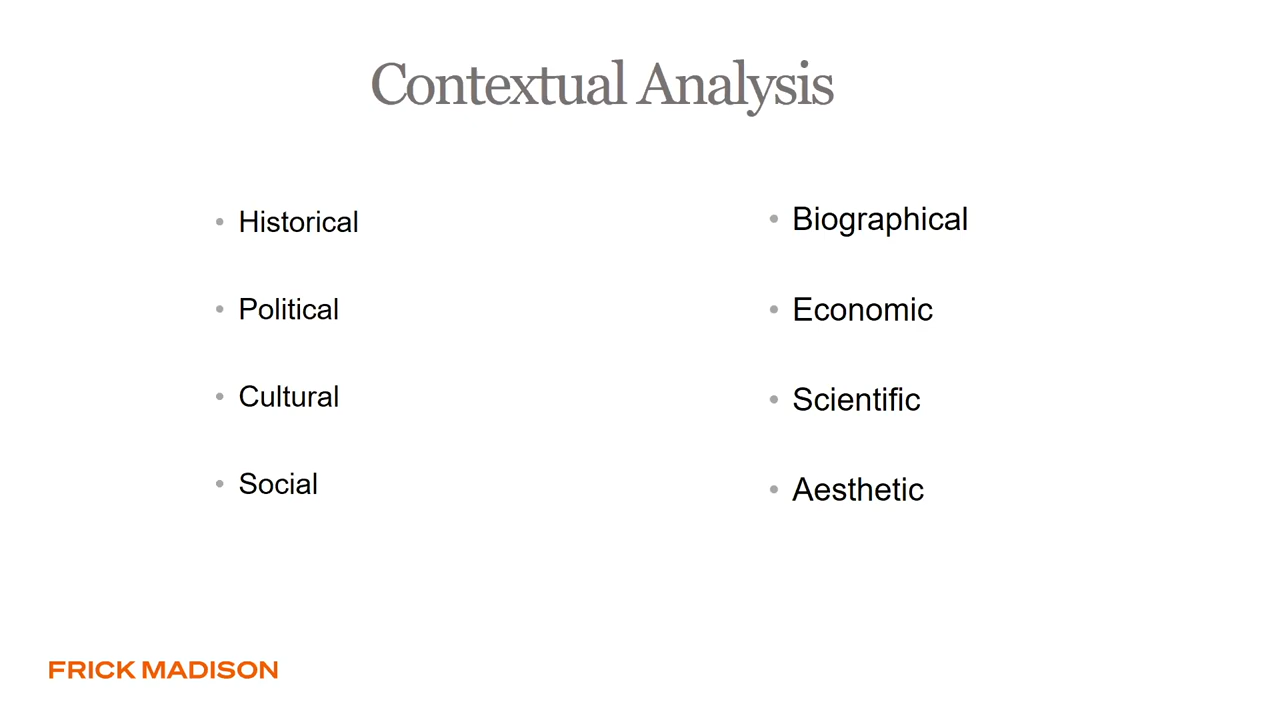 Contextual Analysis
• Historical
• Political
• Cultural
• Social
• Biographical
• Economic
• Scientific
• Aesthetic
FRICK MADISON